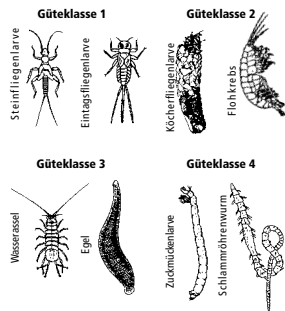 Güteklasse 1
Steinfliegenlarve
Eintagsfliegenlarve
Güteklasse 2
Köcherfliegenlarve
Flohkrebs
Güteklasse 3
Wasserassel
Egel
Güteklasse 4
Zuckmückenlarve
Schlammröhrenwurm